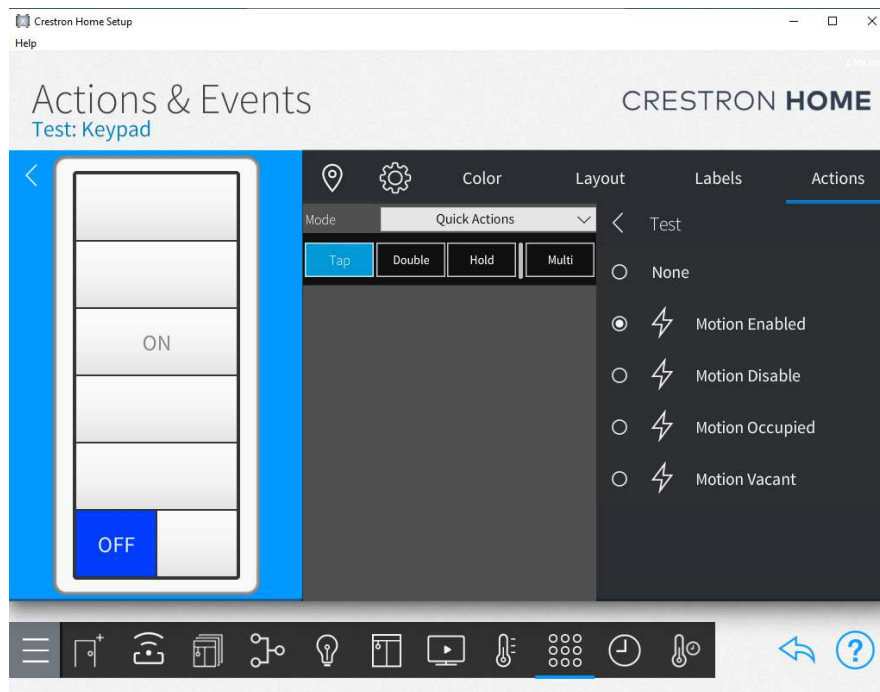 Crestron Home Setup
Help
Actions & Events
Test: Keypad
CRESTRON HOME
Color
Layout
Labels
Actions
Mode
Quick Actions
Test
Tap
Double
Hold
Multi
None
Motion Enabled
Motion Disable
Motion Occupied
Motion Vacant
ON
OFF
?